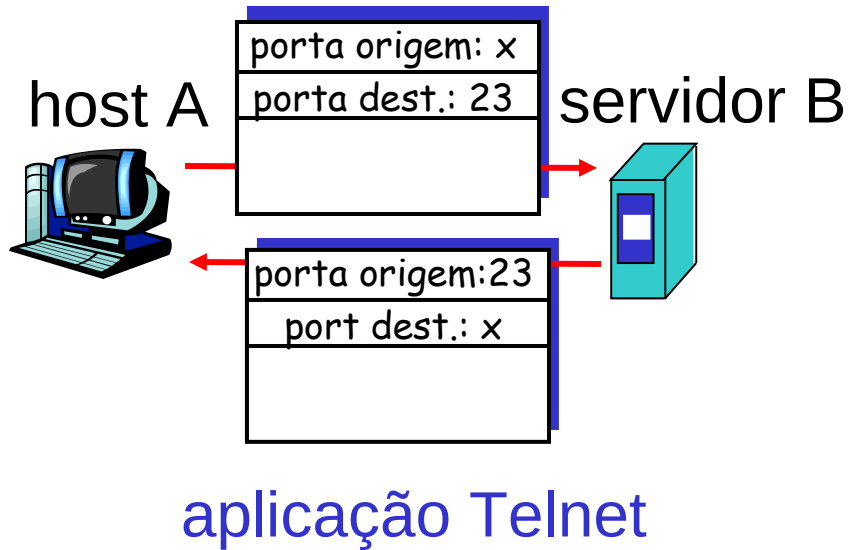 porta origem: x
host A
porta dest.: 23
servidor B
porta origem:23
port dest.: x
aplicação Telnet